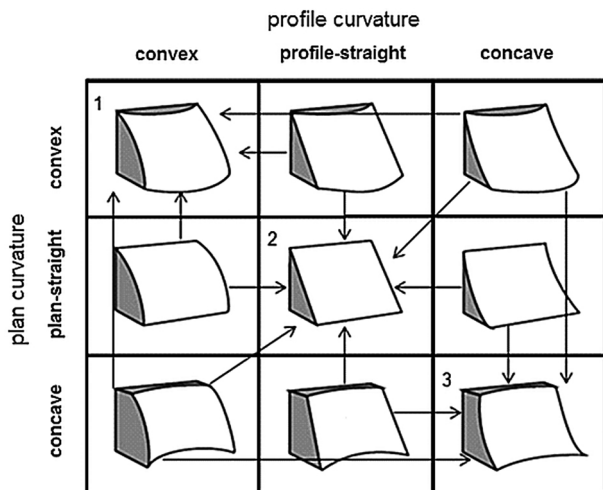 profile curvature
convex profile-straight concave
plan curvature
convex
plan-straight
concave
1
2
3